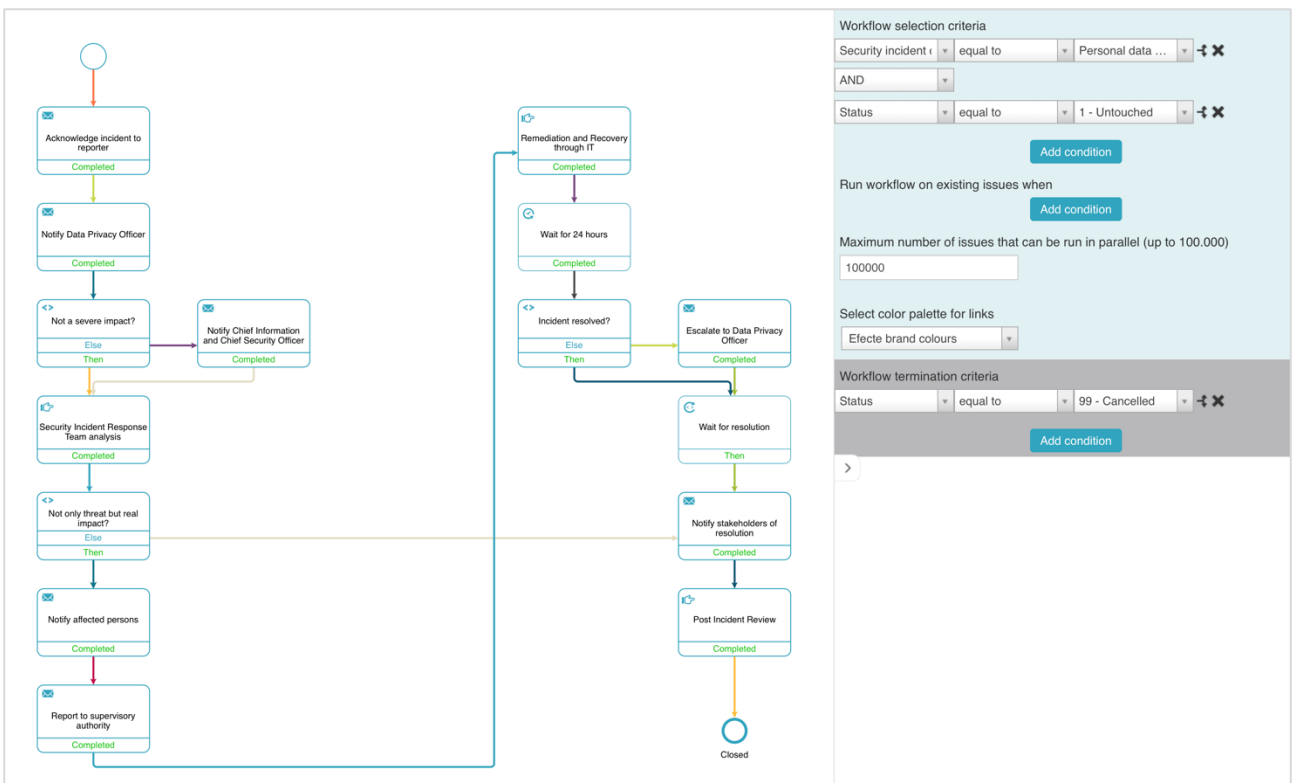 Acknowledge incident to
reporter
Completed
Notify Data Privacy Officer
Completed
Not a severe impact?
Else
Then
Notify Chief Information
and Chief Security Officer
Completed
Security Incident Response
Team analysis
Completed
Not only threat but real
impact?
Else
Then
Notify affected persons
Completed
Report to supervisory
authority
Completed
Remediation and Recovery
through IT
Completed
Wait for 24 hours
Completed
Incident resolved?
Else
Then
Escalate to Data Privacy
Officer
Completed
Wait for resolution
Then
Notify stakeholders of
resolution
Completed
Post Incident Review
Completed
Closed
Workflow selection criteria
Security incident equal to Personal data ...
AND
Status equal to 1 - Untouched
Add condition
Run workflow on existing issues when
Add condition
Maximum number of issues that can be run in parallel (up to 100.000)
100000
Select color palette for links
Efecte brand colours
Workflow termination criteria
Status equal to 99 - Cancelled
Add condition